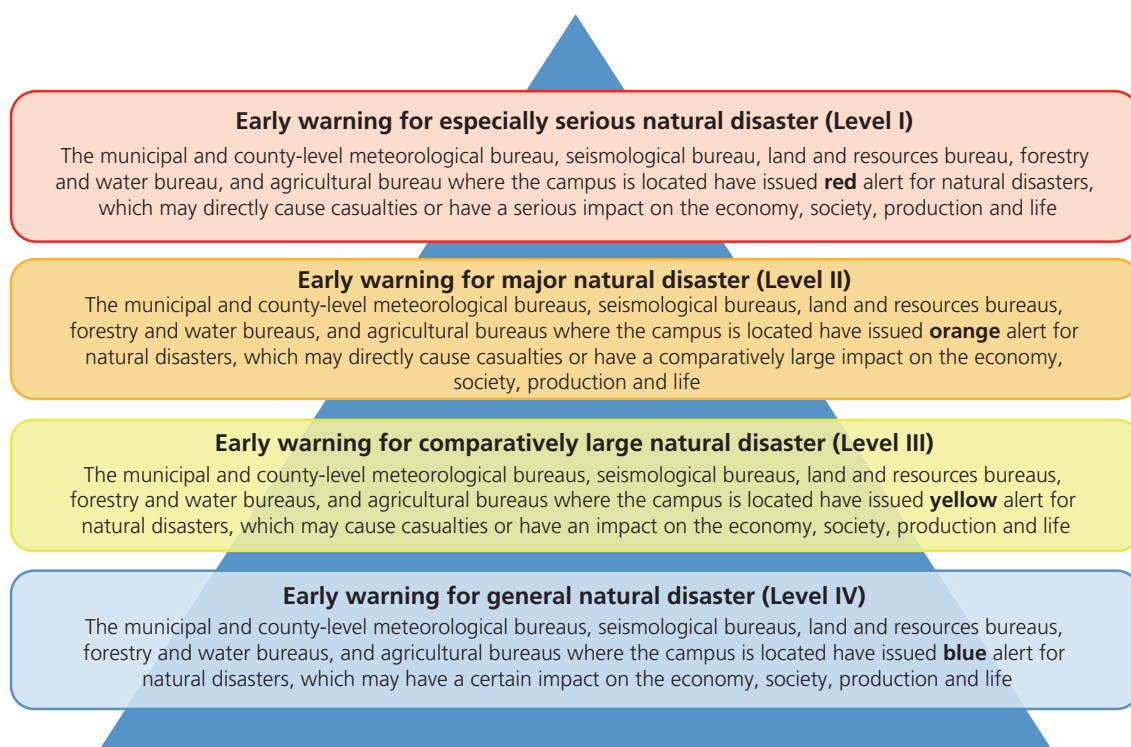 Early warning for especially serious natural disaster (Level I)
The municipal and county-level meteorological bureau, seismological bureau, land and resources bureau, forestry
and water bureau, and agricultural bureau where the campus is located have issued red alert for natural disasters,
which may directly cause casualties or have a serious impact on the economy, society, production and life
Early warning for major natural disaster (Level II)
The municipal and county-level meteorological bureaus, seismological bureaus, land and resources bureaus,
forestry and water bureaus, and agricultural bureaus where the campus is located have issued orange alert for
natural disasters, which may directly cause casualties or have a comparatively large impact on the economy,
society, production and life
Early warning for comparatively large natural disaster (Level III)
The municipal and county-level meteorological bureaus, seismological bureaus, land and resources bureaus,
forestry and water bureaus, and agricultural bureaus where the campus is located have issued yellow alert for
natural disasters, which may cause casualties or have an impact on the economy, society, production and life
Early warning for general natural disaster (Level IV)
The municipal and county-level meteorological bureaus, seismological bureaus, land and resources bureaus,
forestry and water bureaus, and agricultural bureaus where the campus is located have issued blue alert for
natural disasters, which may have a certain impact on the economy, society, production and life